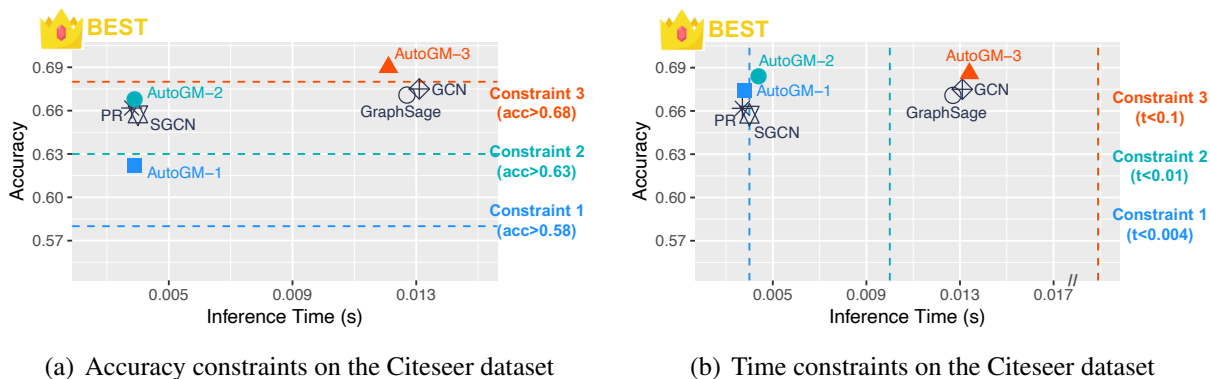 BEST
AutoGM−3
0.69
Constraint 3
(acc>0.68)
AutoGM−2
GCN
0.66
PR
SGCN
GraphSage
Accuracy
0.63
Constraint 2
(acc>0.63)
AutoGM−1
0.60
Constraint 1
(acc>0.58)
0.57
0.005
0.009
0.013
Inference Time (s)
(a) Accuracy constraints on the Citeseer dataset
BEST
AutoGM−2
AutoGM−3
0.69
AutoGM−1
GCN
Constraint 3
(t<0.1)
0.66
PR
SGCN
GraphSage
Accuracy
0.63
Constraint 2
(t<0.01)
0.60
Constraint 1
(t<0.004)
0.57
0.005
0.009
0.013
0.017
//
Inference Time (s)
(b) Time constraints on the Citeseer dataset